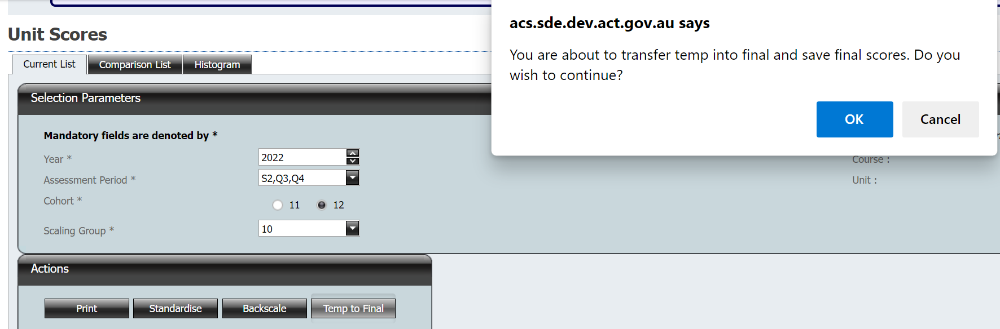 acs.sde.dev.act.gov.au says
You are about to transfer temp into final and save final scores. Do you
wish to continue?
OK Cancel
Unit Scores
Current List Comparison List Histogram
Selection Parameters
Mandatory fields are denoted by *
Year * 2022
Course :
Assessment Period * S2,Q3,Q4
Unit :
Cohort * 11 12
Scaling Group * 10
Actions
Print Standardise Backscale Temp to Final